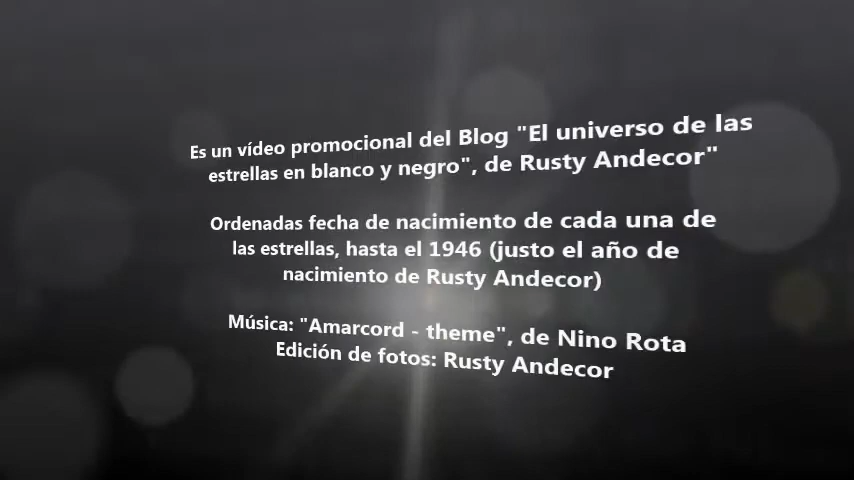 Es un vídeo promocional del Blog "El universo de las
estrellas en blanco y negro", de Rusty Andecor"
Ordenadas fecha de nacimiento de cada una de
las estrellas, hasta el 1946 (justo el año de
nacimiento de Rusty Andecor)
Música: "Amarcord - theme", de Nino Rota
Edición de fotos: Rusty Andecor